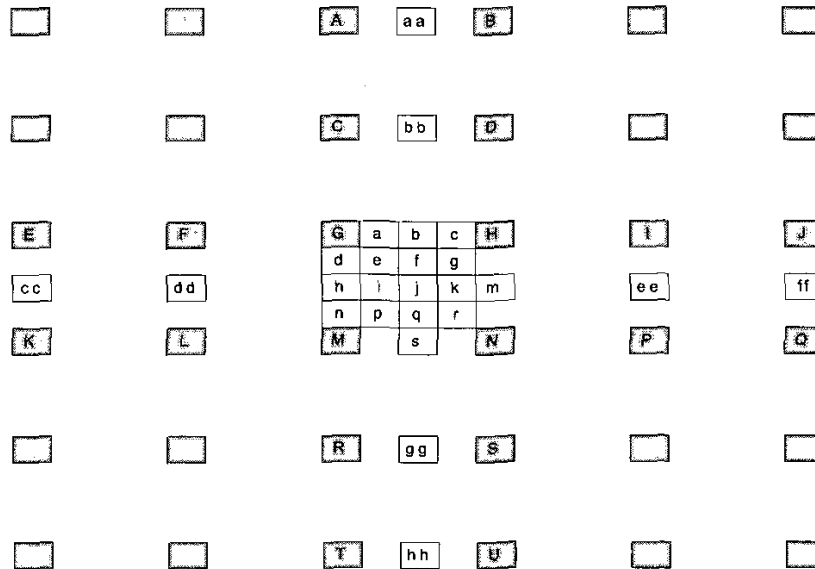 A aa B
C bb D
E F G a b c H I J
d e f g
cc dd h i j k m ee ff
n p q r
K L M s N P Q
R gg S
T hh U